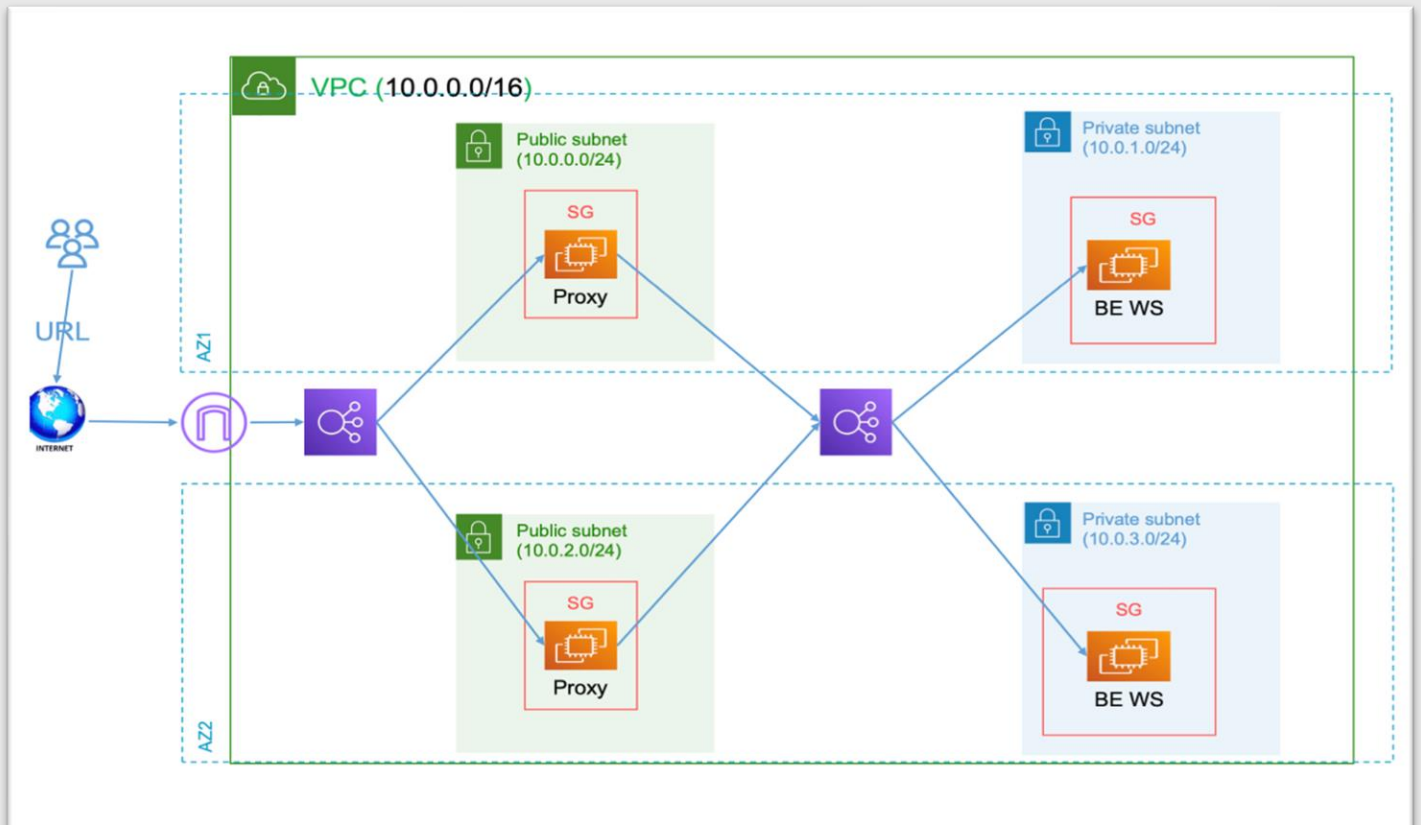 VPC (10.0.0.0/16)
Public subnet
(10.0.0.0/24)
SG
Proxy
Private subnet
(10.0.1.0/24)
SG
BE WS
AZ1
URL
INTERNET
Public subnet
(10.0.2.0/24)
SG
Proxy
Private subnet
(10.0.3.0/24)
SG
BE WS
AZ2